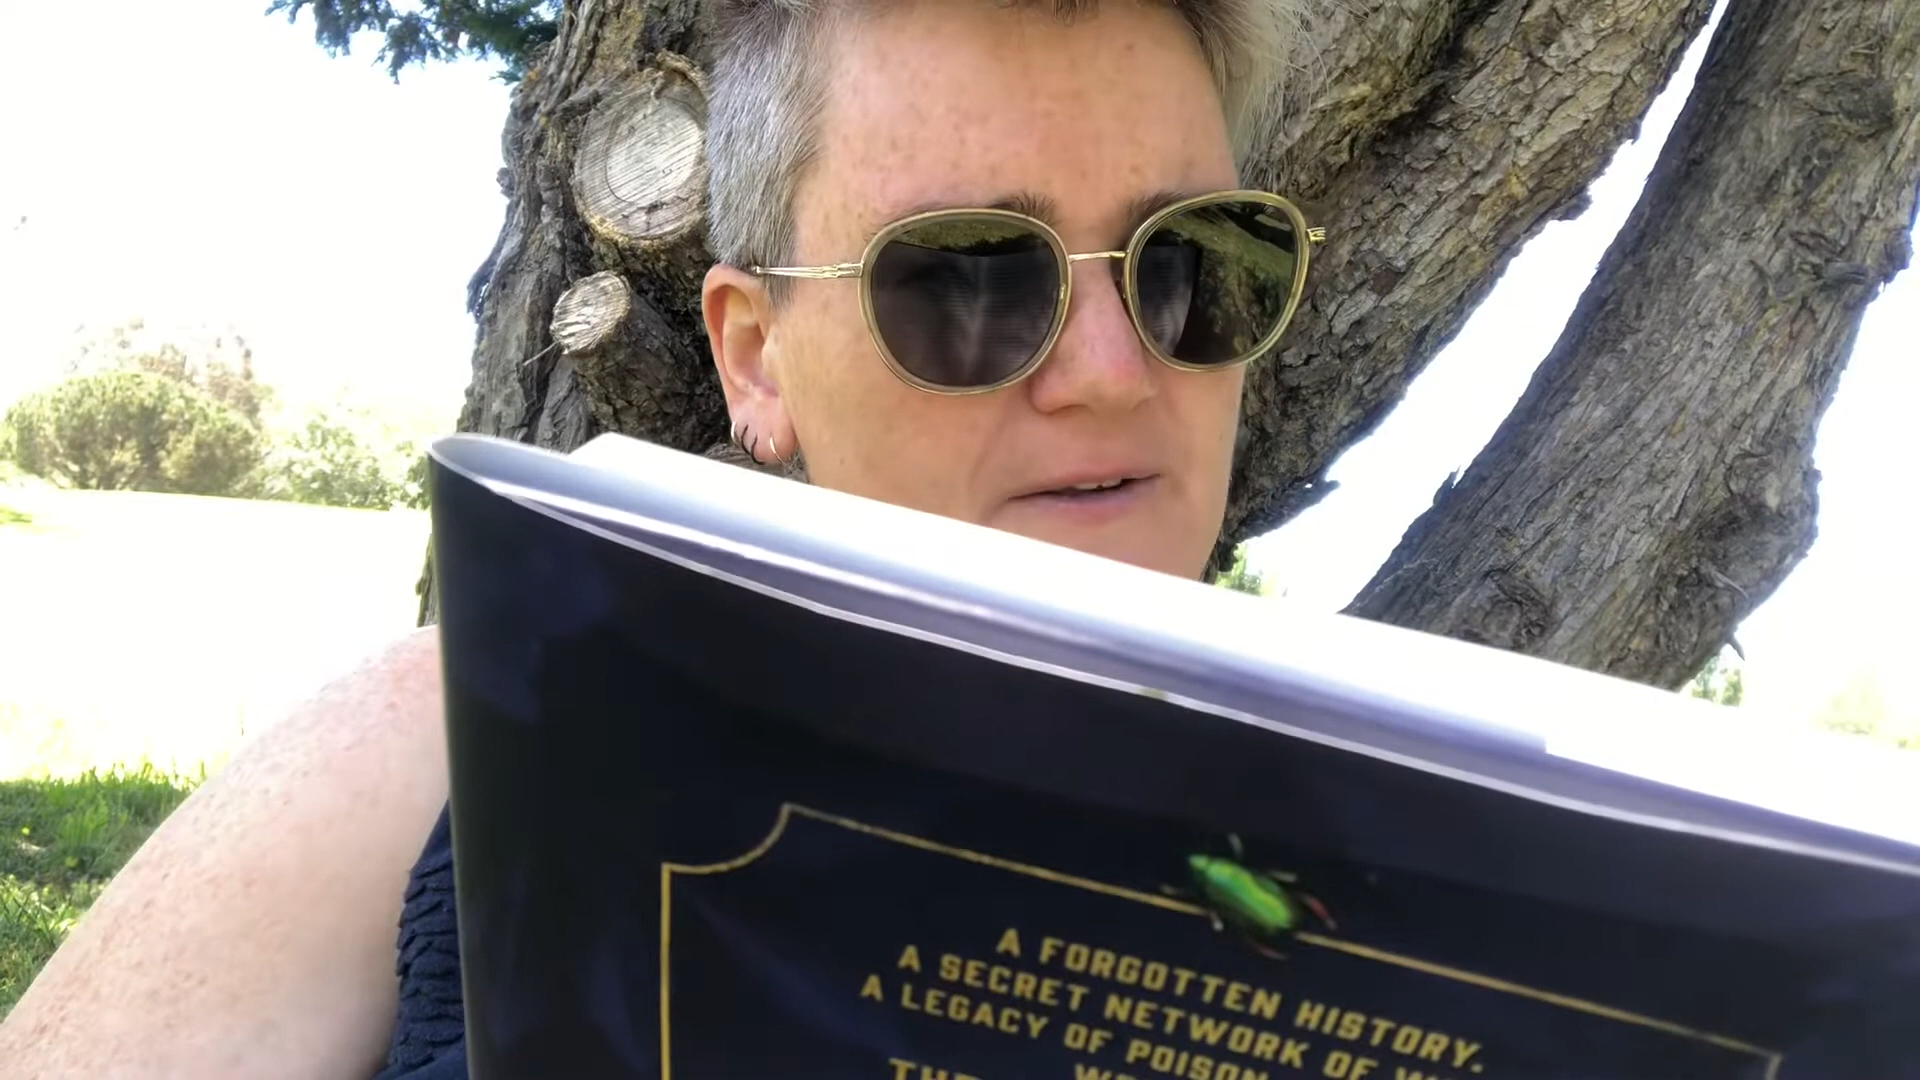 A FORGOTTEN HISTORY.
A SECRET NETWORK OF
A LEGACY OF POISON